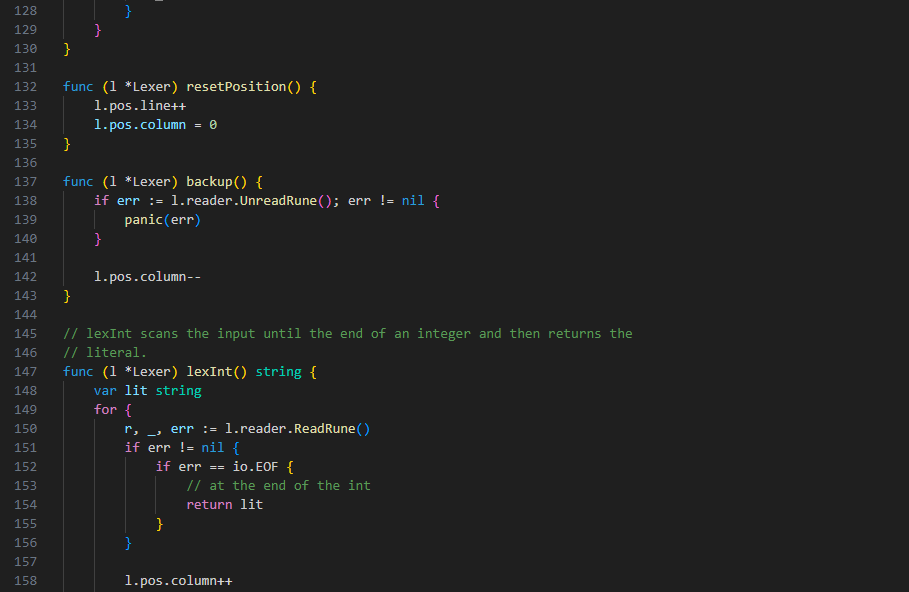 128 }
129 }
130 }
131
132 func (l *Lexer) resetPosition() {
133 l.pos.line++
134 l.pos.column = 0
135 }
136
137 func (l *Lexer) backup() {
138 if err := l.reader.UnreadRune(); err != nil {
139 panic(err)
140 }
141
142 l.pos.column--
143 }
144
145 // lexInt scans the input until the end of an integer and then returns the
146 // literal.
147 func (l *Lexer) lexInt() string {
148 var lit string
149 for {
150 r, _, err := l.reader.ReadRune()
151 if err != nil {
152 if err == io.EOF {
153 // at the end of the int
154 return lit
155 }
156 }
157
158 l.pos.column++